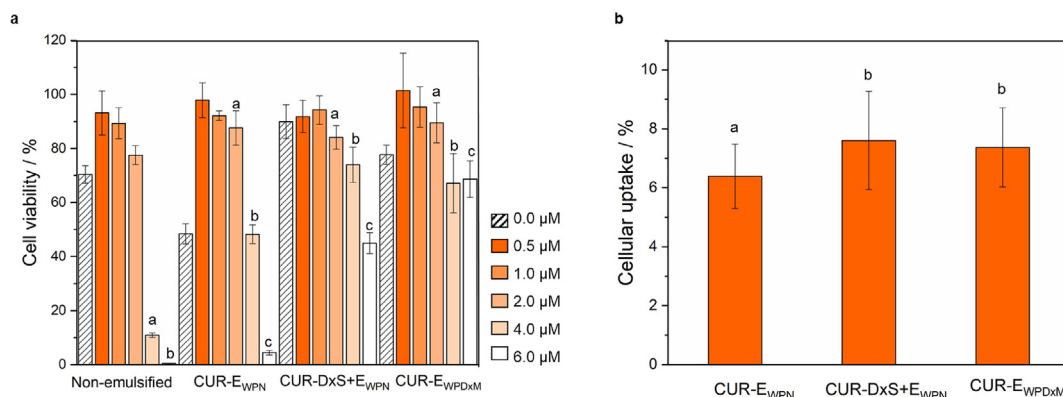 a
Cell viability / %
120
100
80
60
40
20
0
a
b
a
b
c
a
b
c
a
b
c
Non-emulsified
CUR-EWPN
CUR-DxS+EWPN
CUR-EWPDxM
0.0 µM
0.5 µM
1.0 µM
2.0 µM
4.0 µM
6.0 µM
b
Cellular uptake / %
10
8
6
4
2
0
a
b
b
CUR-EWPN
CUR-DxS+EWPN
CUR-EWPDxM